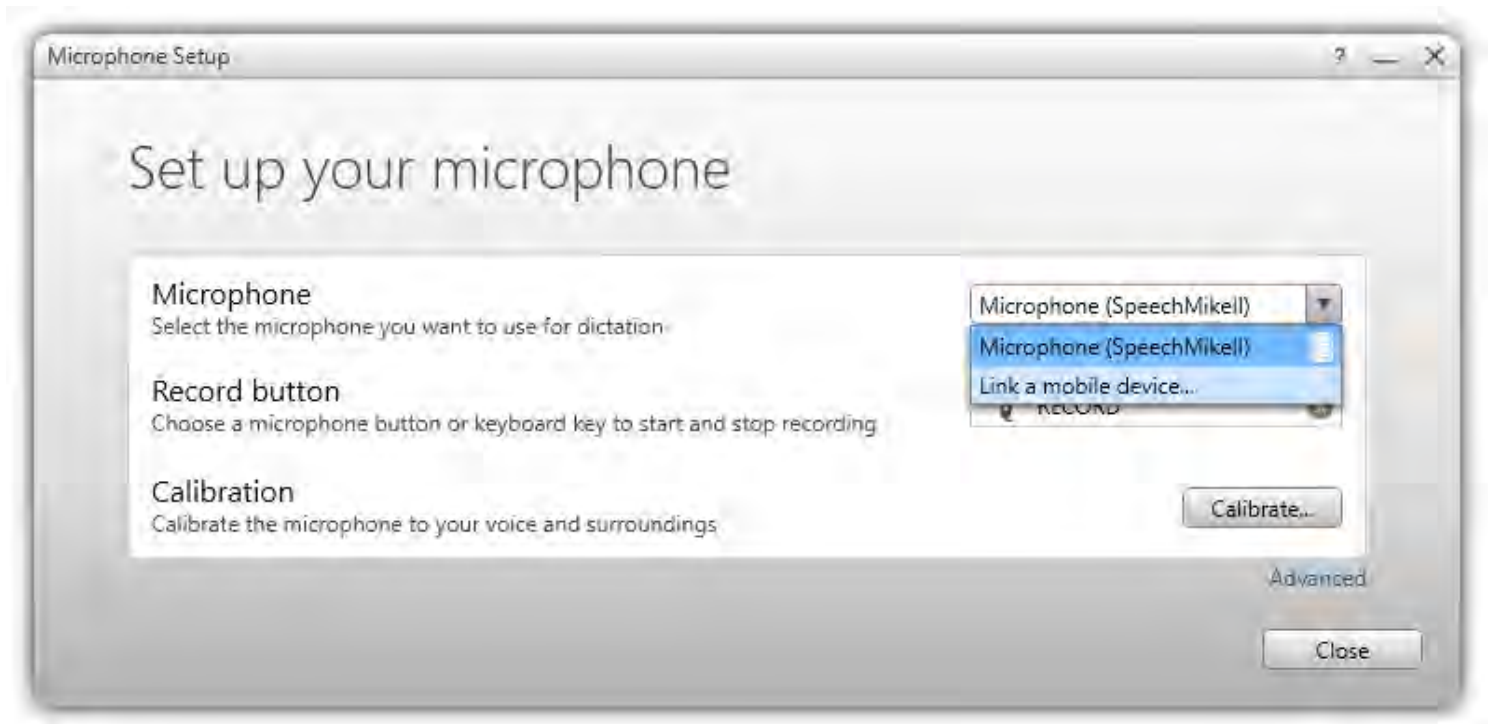 Microphone Setup
? — X
Set up your microphone
Microphone
Select the microphone you want to use for dictation
Microphone (SpeechMikeII)
Microphone (SpeechMikeII)
Link a mobile device...
Record button
Choose a microphone button or keyboard key to start and stop recording
RECORD
Calibration
Calibrate the microphone to your voice and surroundings
Calibrate...
Advanced
Close